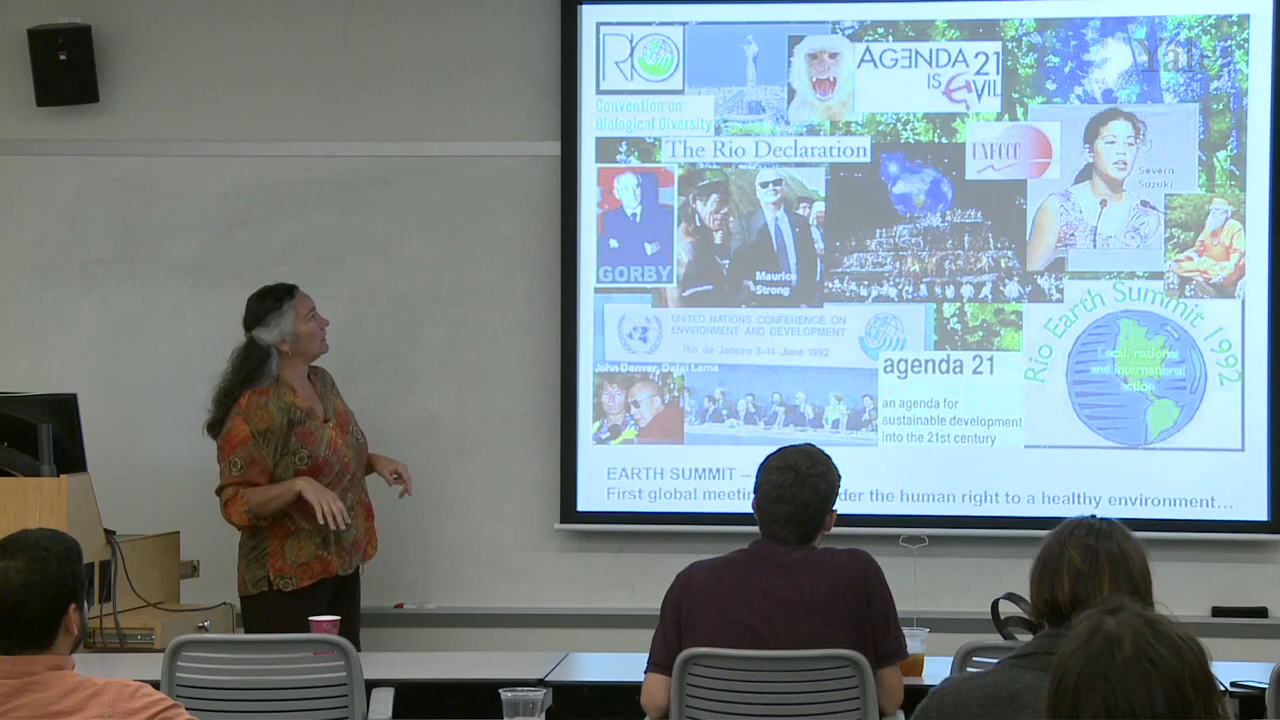 RIO
AGENDA 21
IS EVIL
Yale
Convention on
Biological Diversity
The Rio Declaration
UNFCCC
Severn
Suzuki
GORBY
Maurice
Strong
UNITED NATIONS CONFERENCE ON
ENVIRONMENT AND DEVELOPMENT
Rio de Janeiro 3-14 June 1992
Rio Earth Summit 1992
Local, national
and international
action
John Denver, Dalai Lama
agenda 21
an agenda for
sustainable development
into the 21st century
EARTH SUMMIT –
First global der the human right to a healthy environment...